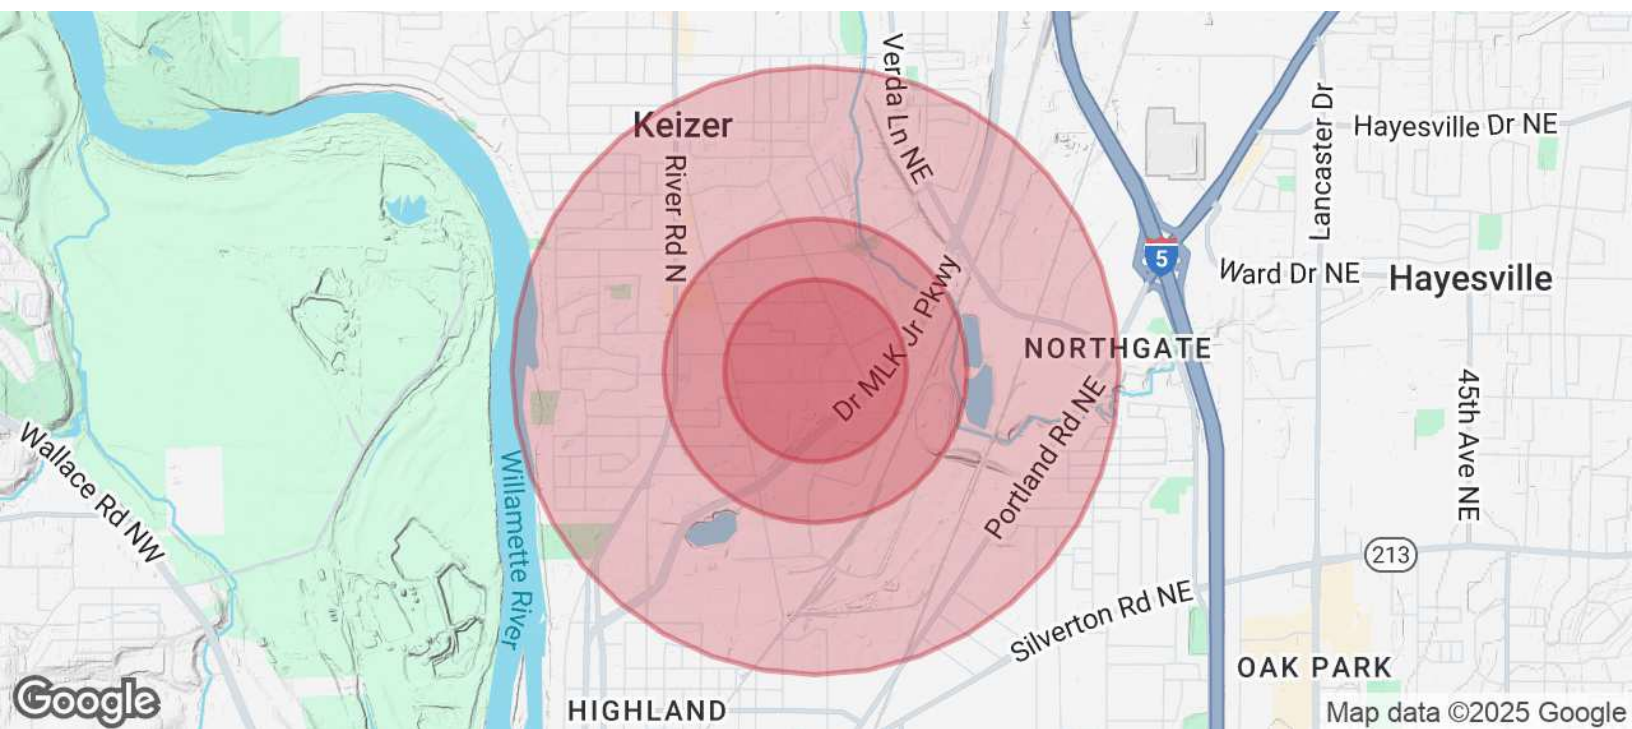 Verda Ln NE
Keizer
River Rd N
Lancaster Dr
Hayesville Dr NE
5
Ward Dr NE
Hayesville
Dr MLK Jr Pkwy
NORTHGATE
Portland Rd NE
45th Ave NE
Wallace Rd NW
Willamette River
213
Silverton Rd NE
OAK PARK
HIGHLAND
Google
Map data ©2025 Google